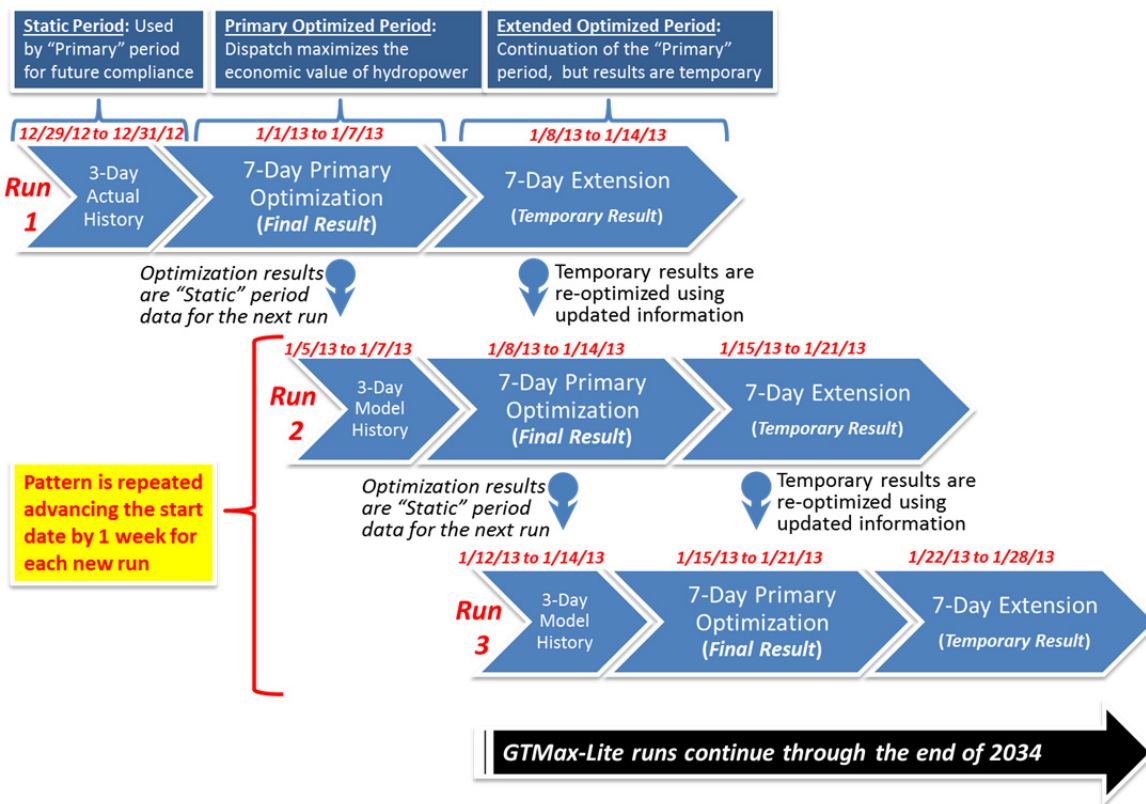 Static Period: Used
by “Primary” period
for future compliance
Primary Optimized Period:
Dispatch maximizes the
economic value of hydropower
Extended Optimized Period:
Continuation of the “Primary”
period, but results are temporary
12/29/12 to 12/31/12
1/1/13 to 1/7/13
1/8/13 to 1/14/13
Run
1
3-Day
Actual
History
7-Day Primary
Optimization
(Final Result)
7-Day Extension
(Temporary Result)
Optimization results
are “Static” period
data for the next run
Temporary results are
re-optimized using
updated information
1/5/13 to 1/7/13
1/8/13 to 1/14/13
1/15/13 to 1/21/13
Run
2
3-Day
Model
History
7-Day Primary
Optimization
(Final Result)
7-Day Extension
(Temporary Result)
Pattern is repeated
advancing the start
date by 1 week for
each new run
Optimization results
are “Static” period
data for the next run
Temporary results are
re-optimized using
updated information
1/12/13 to 1/14/13
1/15/13 to 1/21/13
1/22/13 to 1/28/13
Run
3
3-Day
Model
History
7-Day Primary
Optimization
(Final Result)
7-Day Extension
(Temporary Result)
GTMax-Lite runs continue through the end of 2034